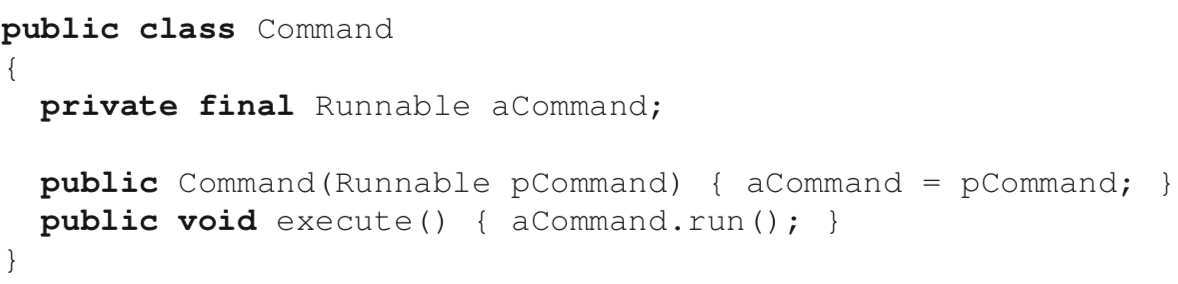 public class Command
{
  private final Runnable aCommand;

  public Command(Runnable pCommand) { aCommand = pCommand; }
  public void execute() { aCommand.run(); }
}